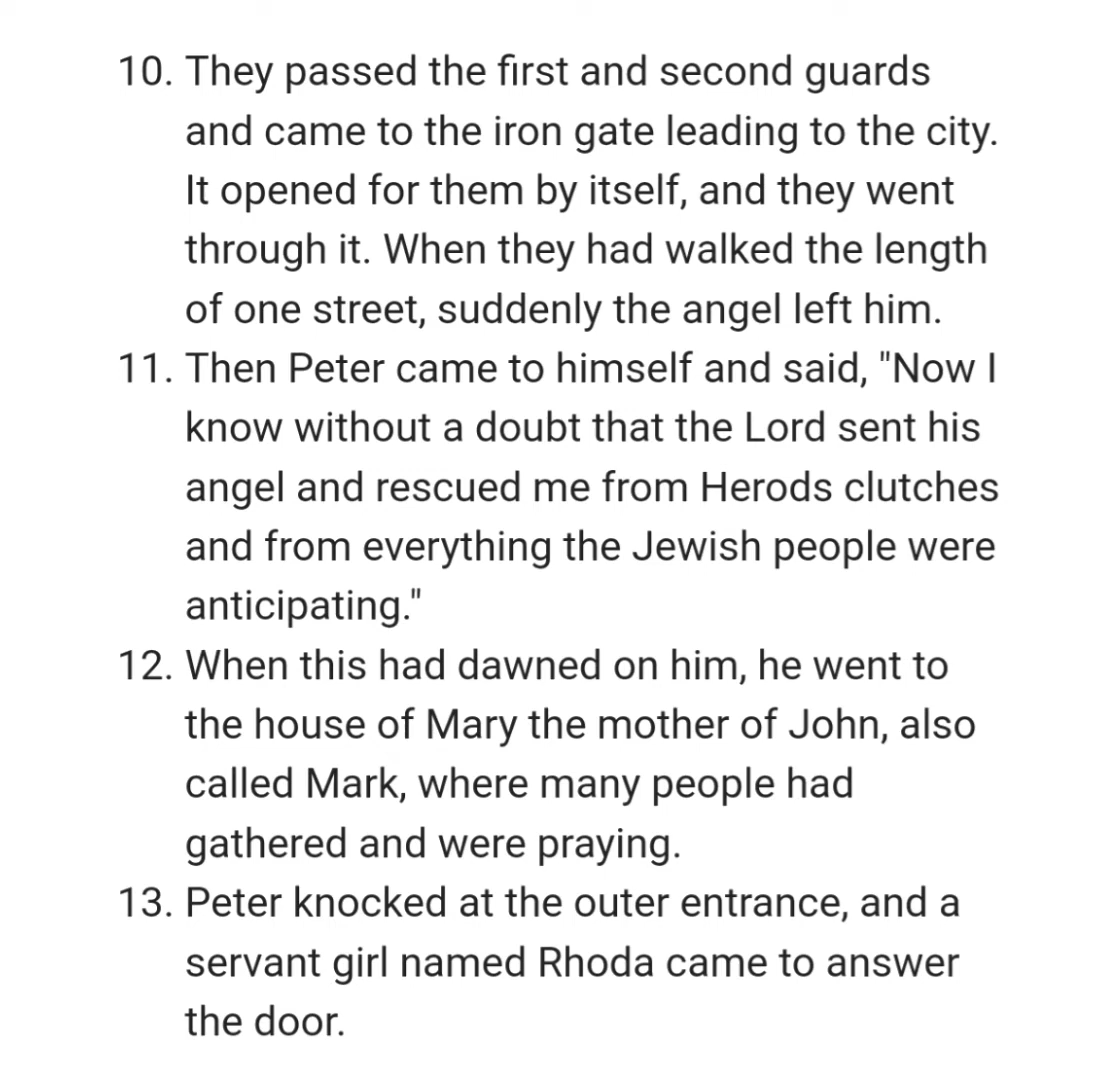 10. They passed the first and second guards
and came to the iron gate leading to the city.
It opened for them by itself, and they went
through it. When they had walked the length
of one street, suddenly the angel left him.
11. Then Peter came to himself and said, "Now I
know without a doubt that the Lord sent his
angel and rescued me from Herods clutches
and from everything the Jewish people were
anticipating."
12. When this had dawned on him, he went to
the house of Mary the mother of John, also
called Mark, where many people had
gathered and were praying.
13. Peter knocked at the outer entrance, and a
servant girl named Rhoda came to answer
the door.